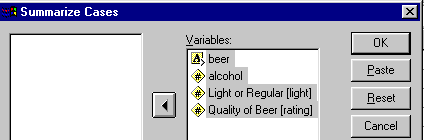 Summarize Cases
Variables:
beer
alcohol
Light or Regular [light]
Quality of Beer [rating]
OK
Paste
Reset
Cancel